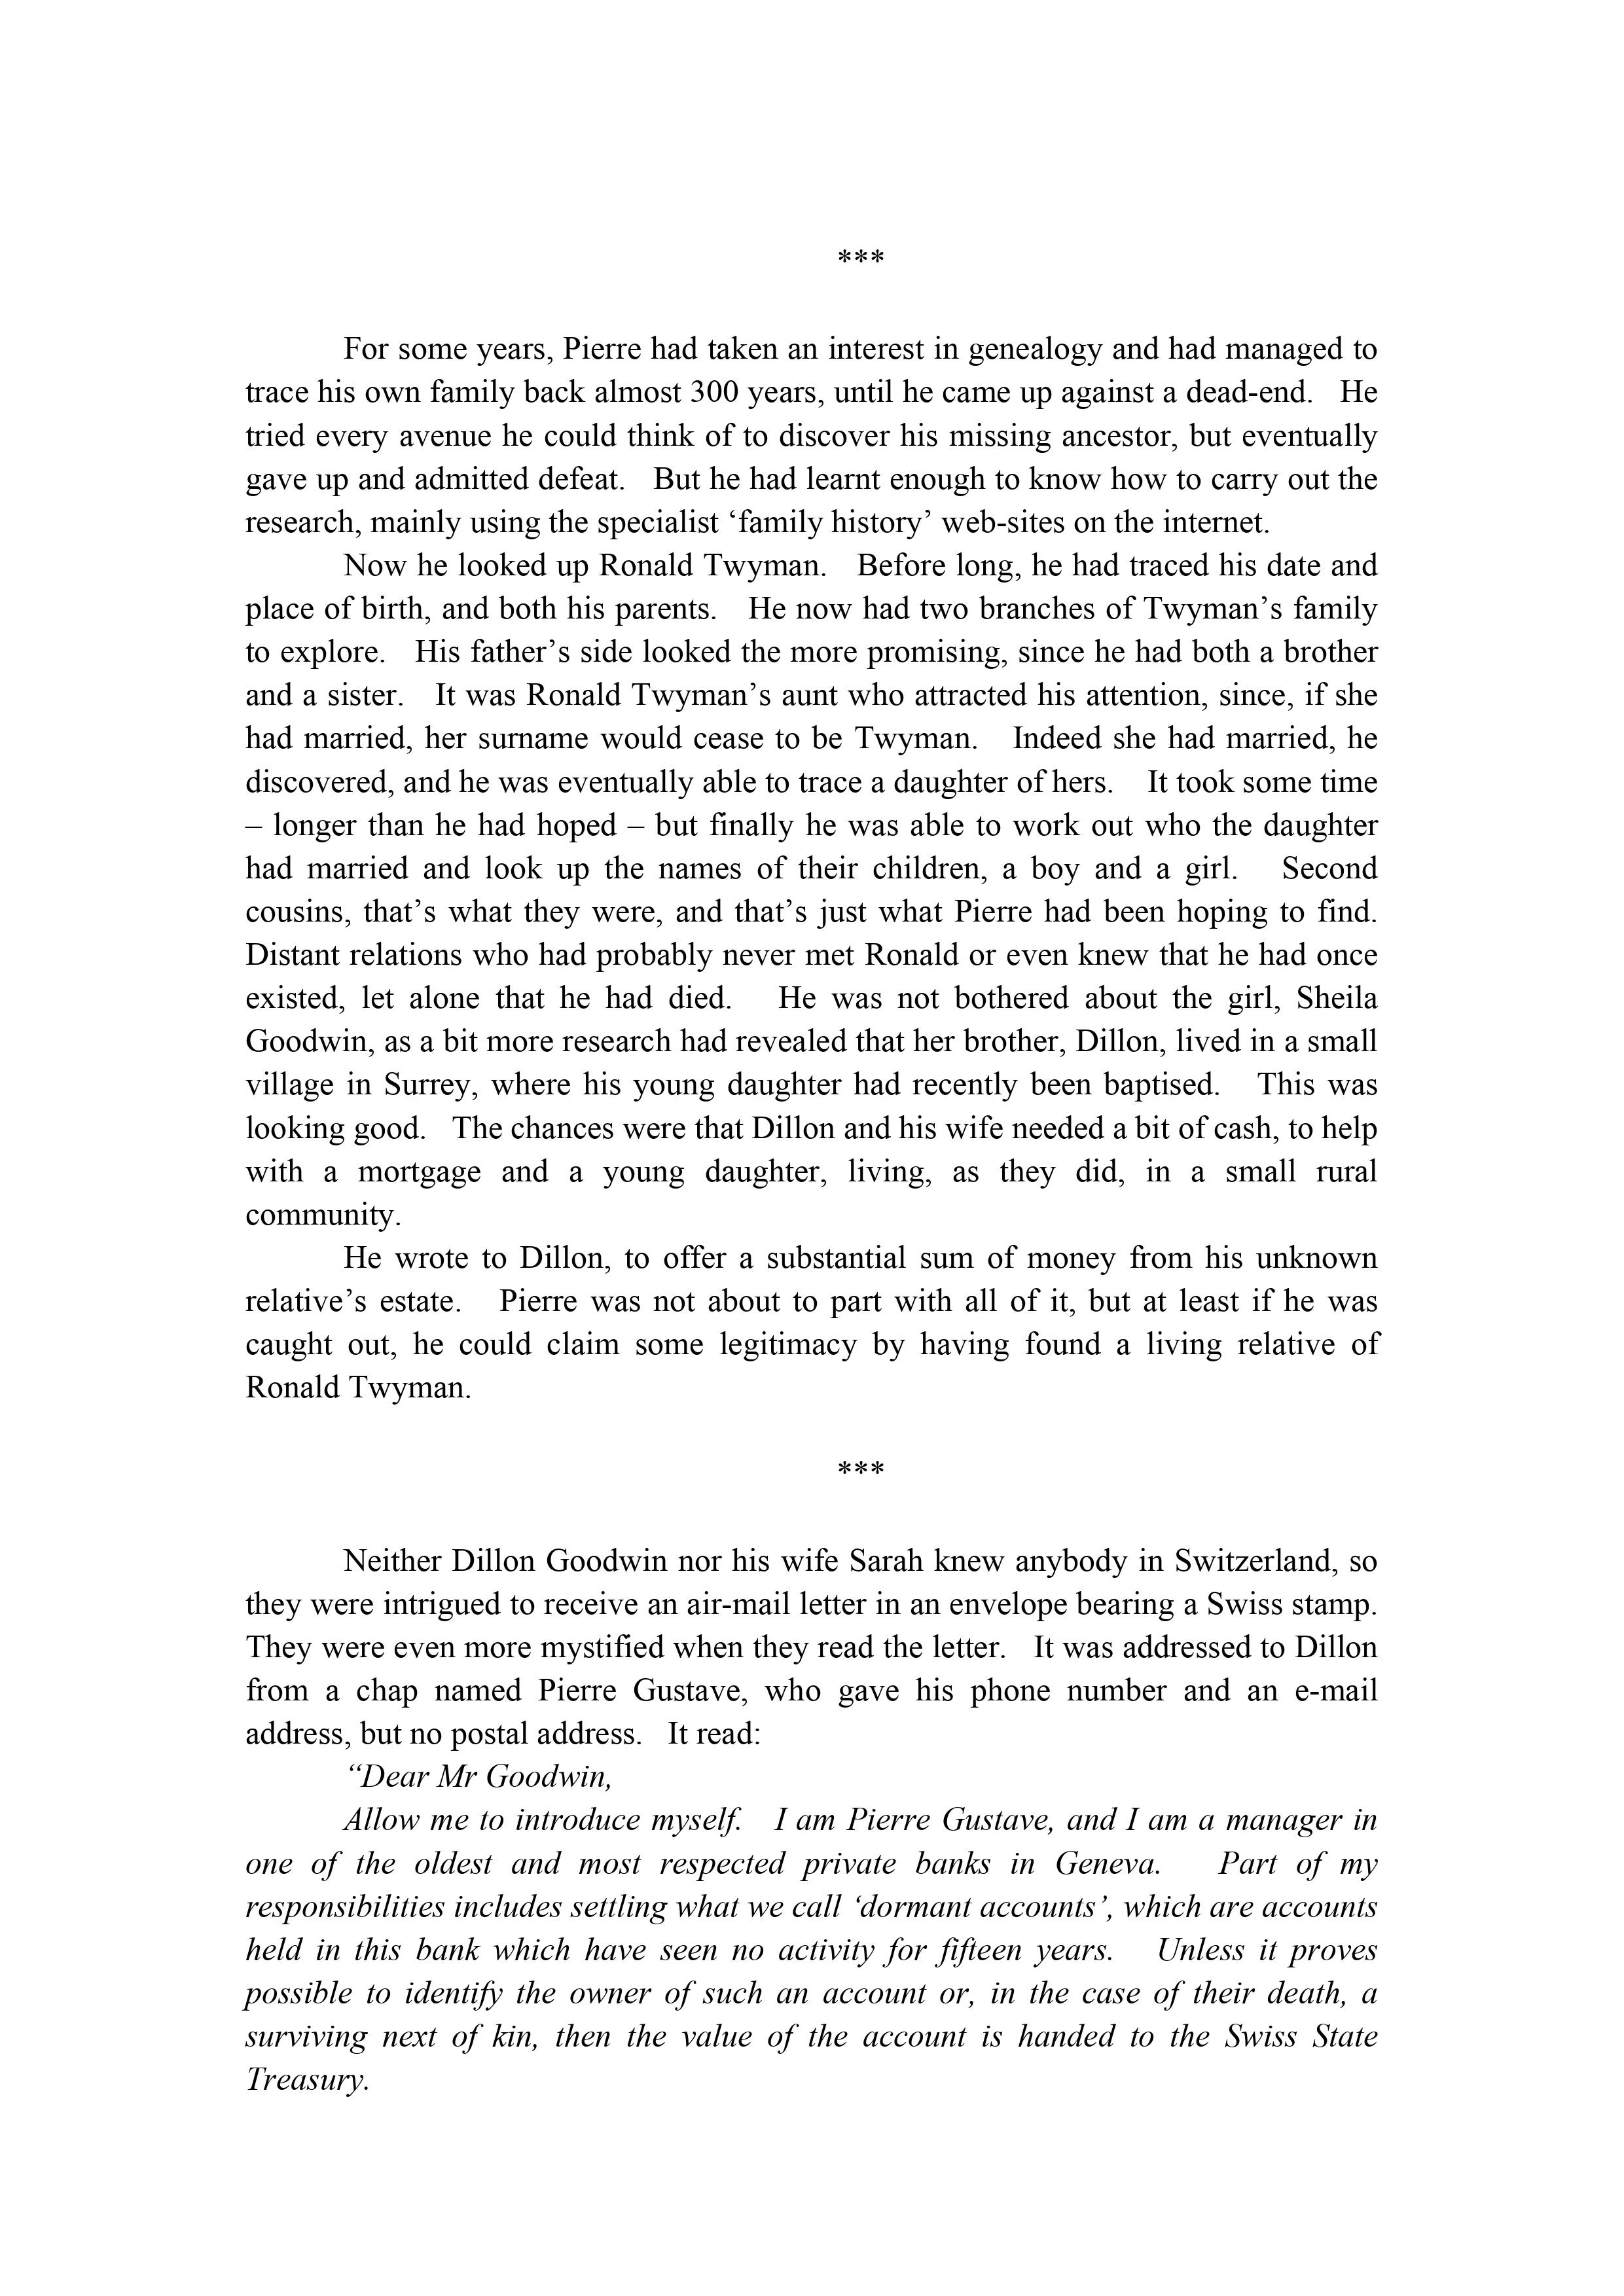 ***
For some years, Pierre had taken an interest in genealogy and had managed to
trace his own family back almost 300 years, until he came up against a dead-end.   He
tried every avenue he could think of to discover his missing ancestor, but eventually
gave up and admitted defeat.   But he had learnt enough to know how to carry out the
research, mainly using the specialist ‘family history’ web-sites on the internet.
Now he looked up Ronald Twyman.   Before long, he had traced his date and
place of birth, and both his parents.   He now had two branches of Twyman’s family
to explore.   His father’s side looked the more promising, since he had both a brother
and a sister.   It was Ronald Twyman’s aunt who attracted his attention, since, if she
had married, her surname would cease to be Twyman.   Indeed she had married, he
discovered, and he was eventually able to trace a daughter of hers.   It took some time
– longer than he had hoped – but finally he was able to work out who the daughter
had married and look up the names of their children, a boy and a girl.   Second
cousins, that’s what they were, and that’s just what Pierre had been hoping to find.
Distant relations who had probably never met Ronald or even knew that he had once
existed, let alone that he had died.   He was not bothered about the girl, Sheila
Goodwin, as a bit more research had revealed that her brother, Dillon, lived in a small
village in Surrey, where his young daughter had recently been baptised.   This was
looking good.   The chances were that Dillon and his wife needed a bit of cash, to help
with a mortgage and a young daughter, living, as they did, in a small rural
community.
He wrote to Dillon, to offer a substantial sum of money from his unknown
relative’s estate.   Pierre was not about to part with all of it, but at least if he was
caught out, he could claim some legitimacy by having found a living relative of
Ronald Twyman.
***
Neither Dillon Goodwin nor his wife Sarah knew anybody in Switzerland, so
they were intrigued to receive an air-mail letter in an envelope bearing a Swiss stamp.
They were even more mystified when they read the letter.   It was addressed to Dillon
from a chap named Pierre Gustave, who gave his phone number and an e-mail
address, but no postal address.   It read:
“Dear Mr Goodwin,
Allow me to introduce myself.   I am Pierre Gustave, and I am a manager in
one of the oldest and most respected private banks in Geneva.   Part of my
responsibilities includes settling what we call ‘dormant accounts’, which are accounts
held in this bank which have seen no activity for fifteen years.   Unless it proves
possible to identify the owner of such an account or, in the case of their death, a
surviving next of kin, then the value of the account is handed to the Swiss State
Treasury.